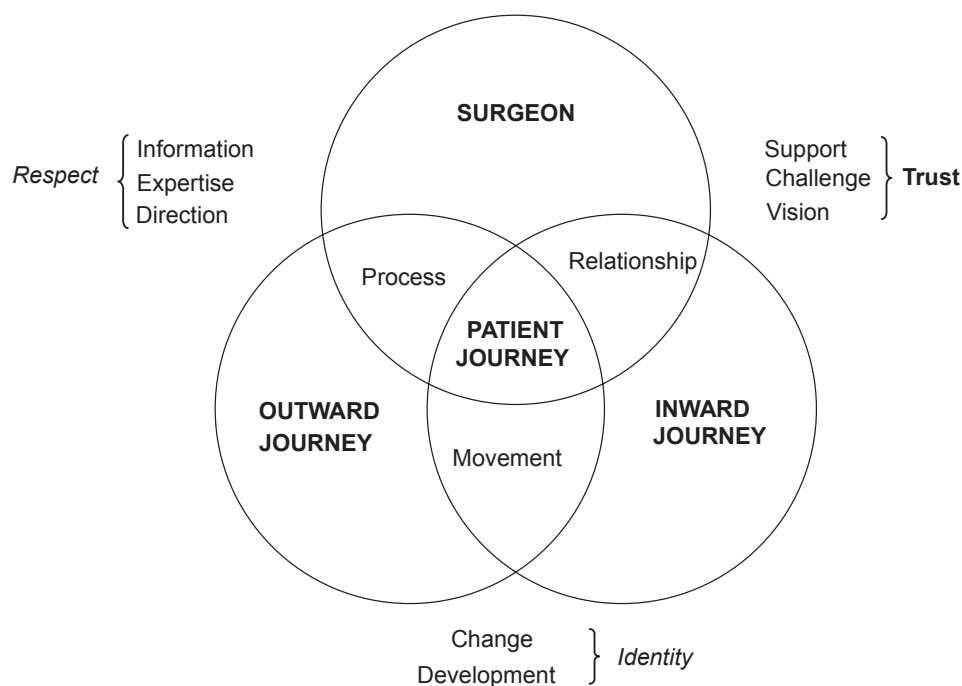 SURGEON
Respect
Information
Expertise
Direction
Support
Challenge
Vision
Trust
Process
Relationship
PATIENT
JOURNEY
OUTWARD
JOURNEY
INWARD
JOURNEY
Movement
Change
Development
Identity